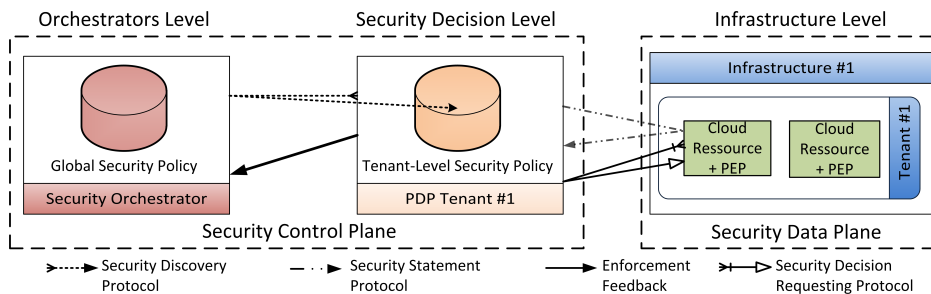 Orchestrators Level
Security Decision Level
Infrastructure Level
Infrastructure #1
Cloud
Ressource
+ PEP
Cloud
Ressource
+ PEP
Tenant #1
Global Security Policy
Tenant-Level Security Policy
Security Orchestrator
PDP Tenant #1
Security Control Plane
Security Data Plane
Security Discovery
Protocol
Security Statement
Protocol
Enforcement
Feedback
Security Decision
Requesting Protocol